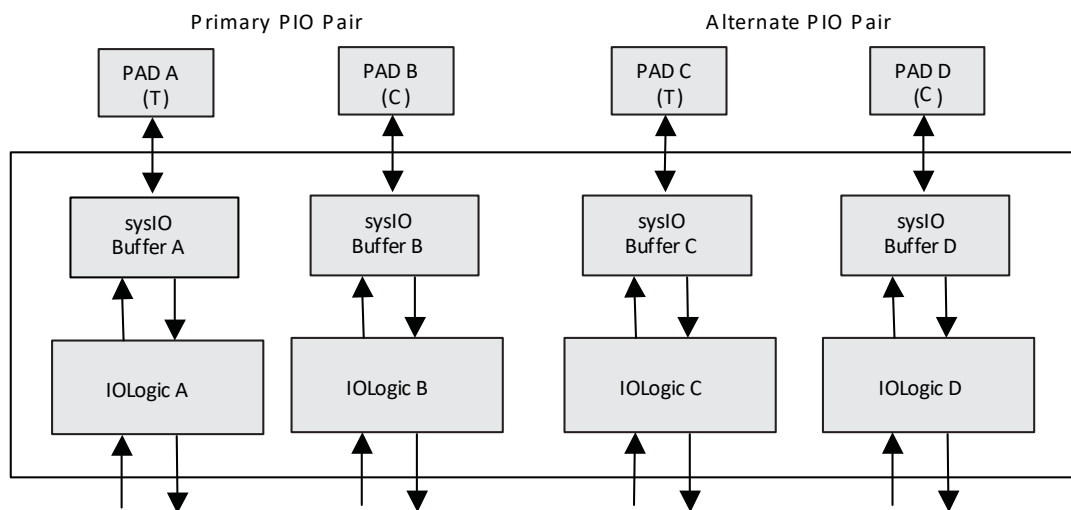 Primary PIO Pair
Alternate PIO Pair
PAD A
(T)
PAD B
(C)
PAD C
(T)
PAD D
(C)
sysIO
Buffer A
sysIO
Buffer B
sysIO
Buffer C
sysIO
Buffer D
IOLogic A
IOLogic B
IOLogic C
IOLogic D